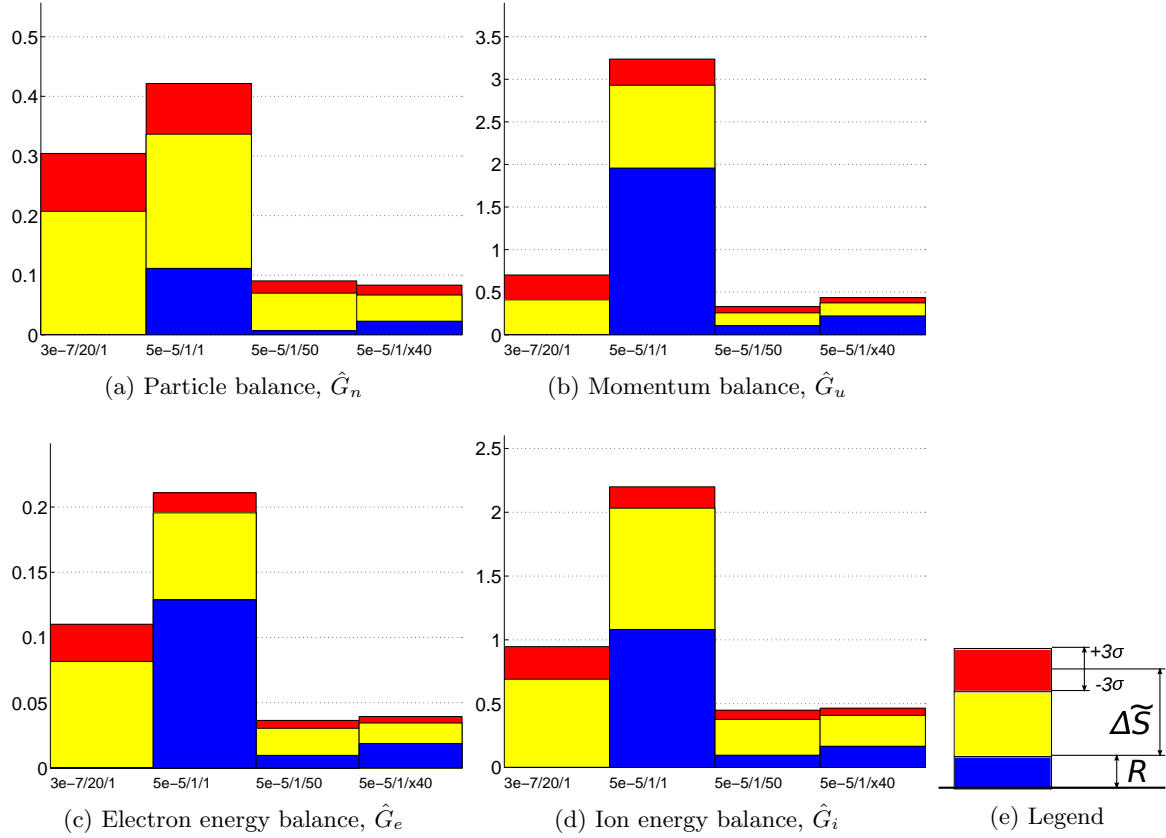 0.5
0.4
0.3
0.2
0.1
0
3e−7/20/1 5e−5/1/1 5e−5/1/50 5e−5/1/x40
(a) Particle balance, Ĝn
3.5
3
2.5
2
1.5
1
0.5
0
3e−7/20/1 5e−5/1/1 5e−5/1/50 5e−5/1/x40
(b) Momentum balance, Ĝu
0.2
0.15
0.1
0.05
0
3e−7/20/1 5e−5/1/1 5e−5/1/50 5e−5/1/x40
(c) Electron energy balance, Ĝe
2.5
2
1.5
1
0.5
0
3e−7/20/1 5e−5/1/1 5e−5/1/50 5e−5/1/x40
(d) Ion energy balance, Ĝi
+3σ
-3σ
ΔS̃
R
(e) Legend